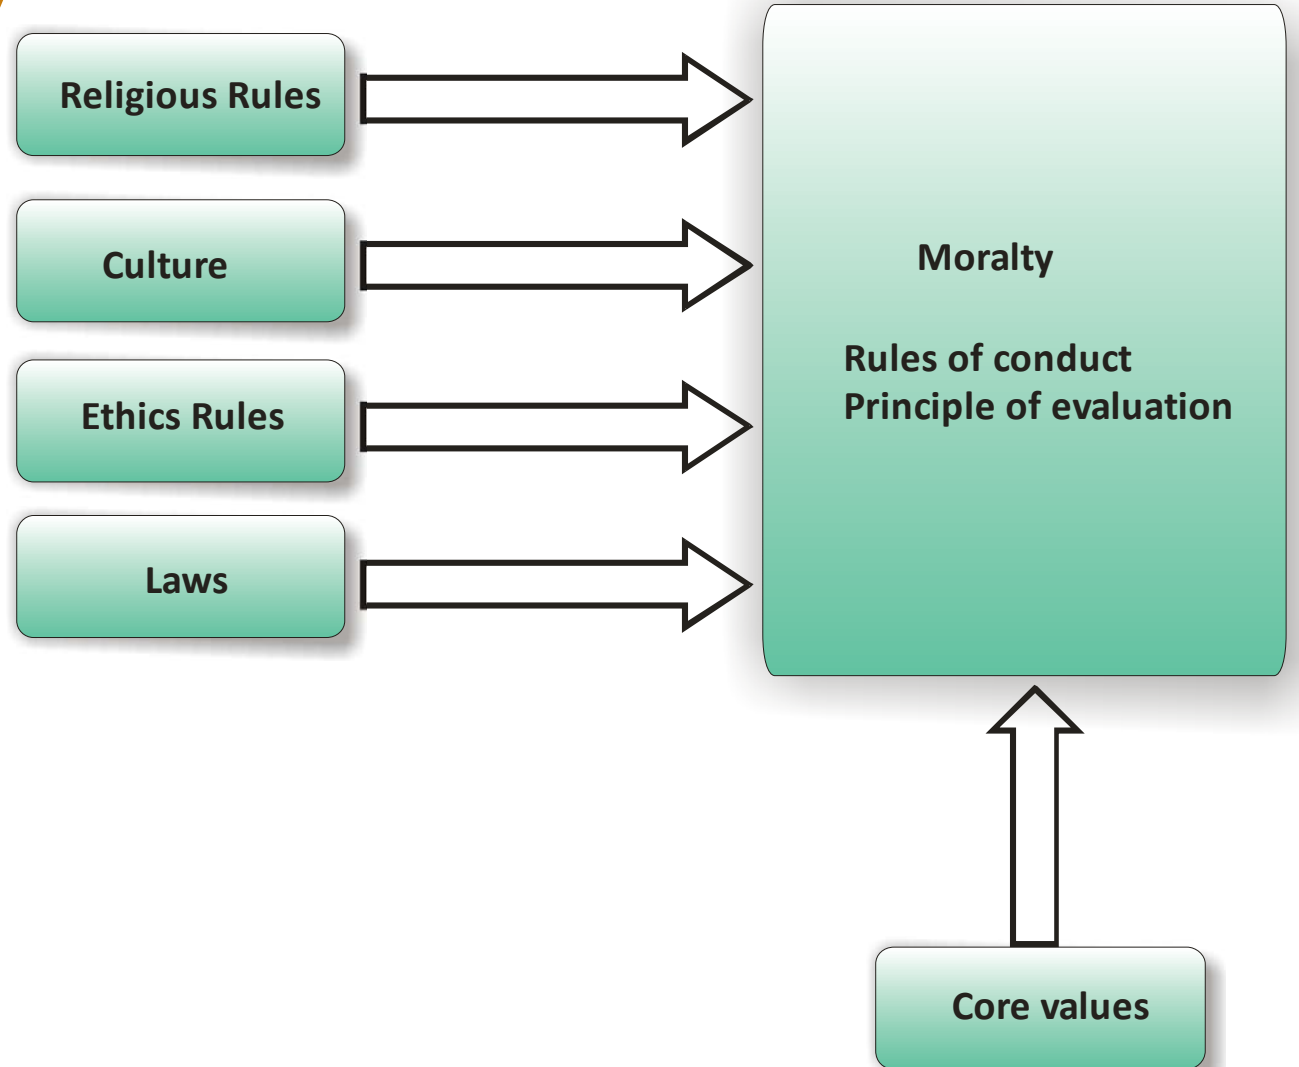 Religious Rules
Culture
Ethics Rules
Laws
Moralty
Rules of conduct
Principle of evaluation
Core values